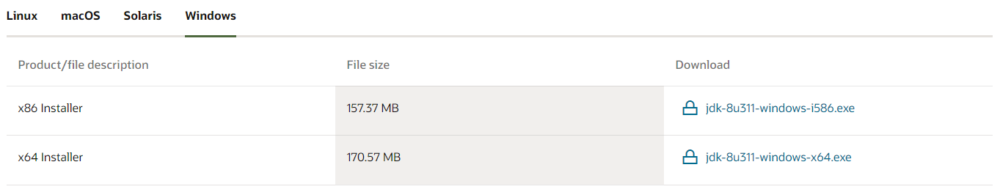 Linux macOS Solaris Windows
Product/file description File size Download
x86 Installer 157.37 MB jdk-8u311-windows-i586.exe
x64 Installer 170.57 MB jdk-8u311-windows-x64.exe